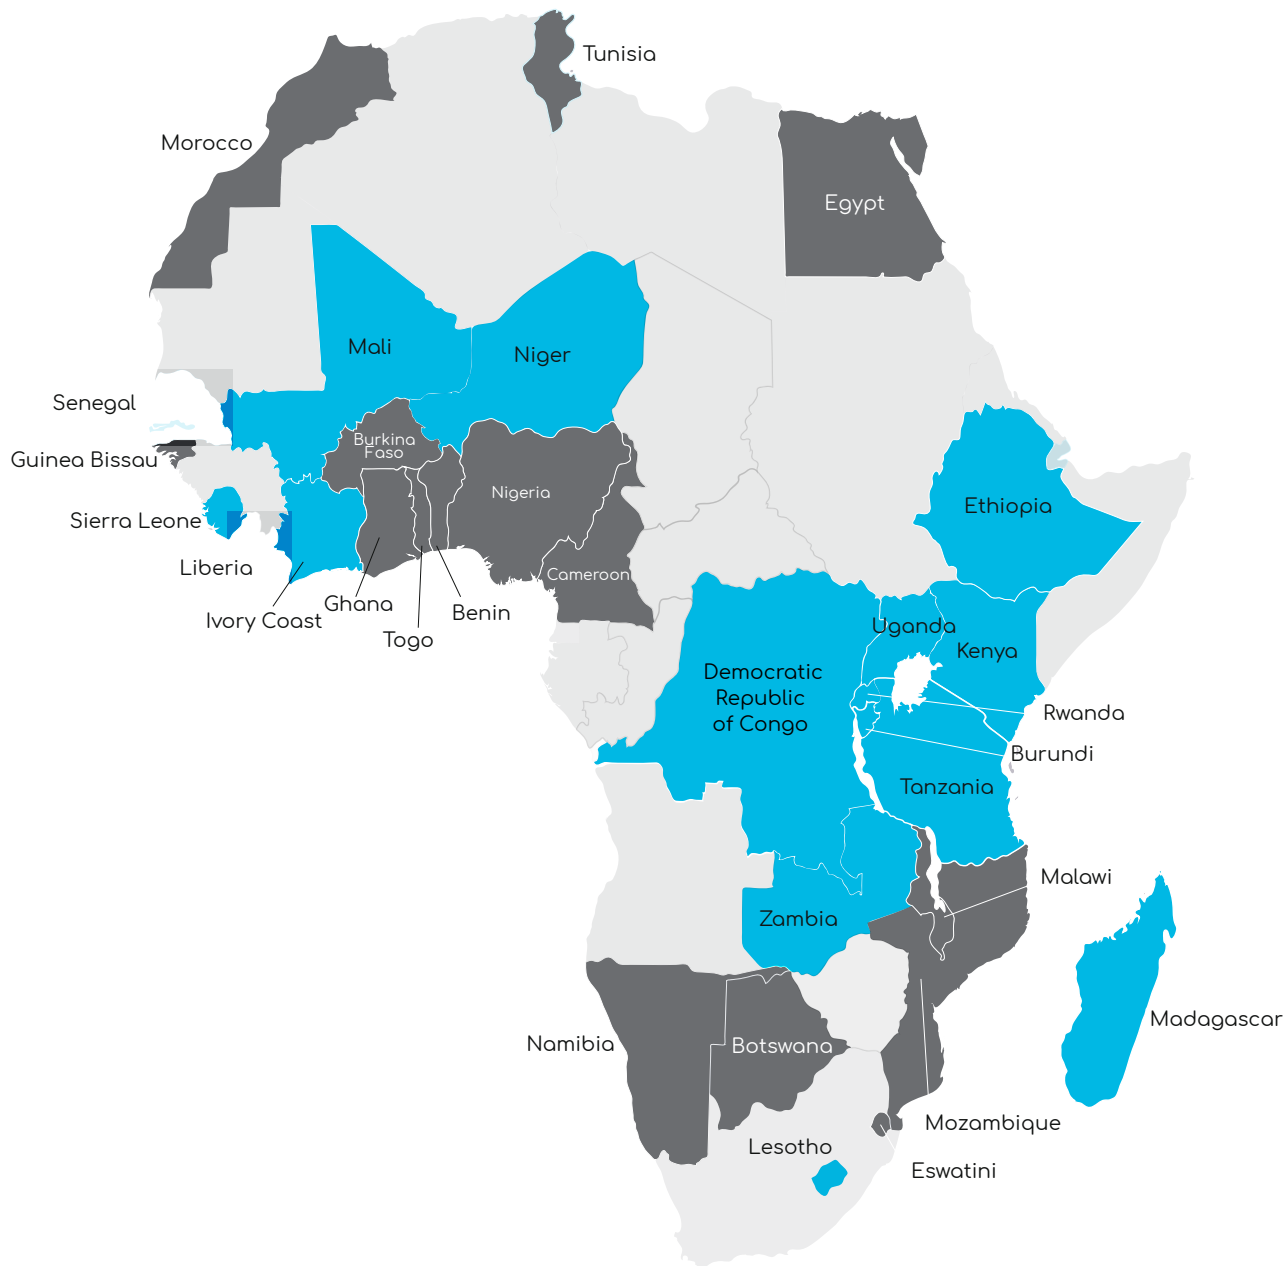 Tunisia
Morocco
Egypt
Mali
Niger
Senegal
Burkina
Faso
Guinea Bissau
Nigeria
Ethiopia
Sierra Leone
Liberia
Cameroon
Ghana
Benin
Ivory Coast
Togo
Uganda
Kenya
Democratic
Republic
of Congo
Rwanda
Burundi
Tanzania
Malawi
Zambia
Madagascar
Namibia
Botswana
Mozambique
Lesotho
Eswatini